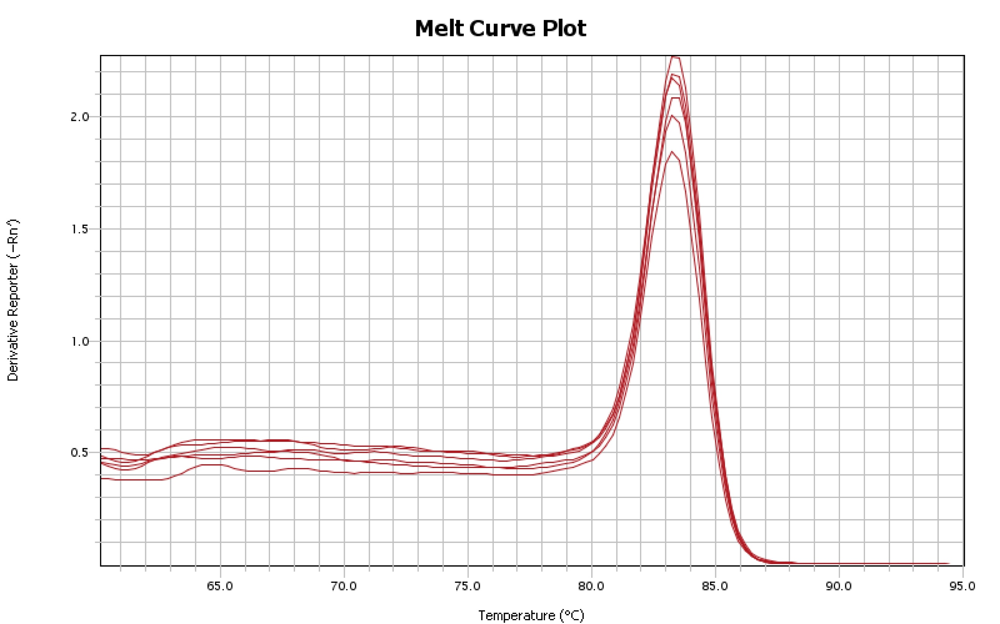 Melt Curve Plot
Derivative Reporter (−Rn')
2.0
1.5
1.0
0.5
65.0 70.0 75.0 80.0 85.0 90.0 95.0
Temperature (°C)